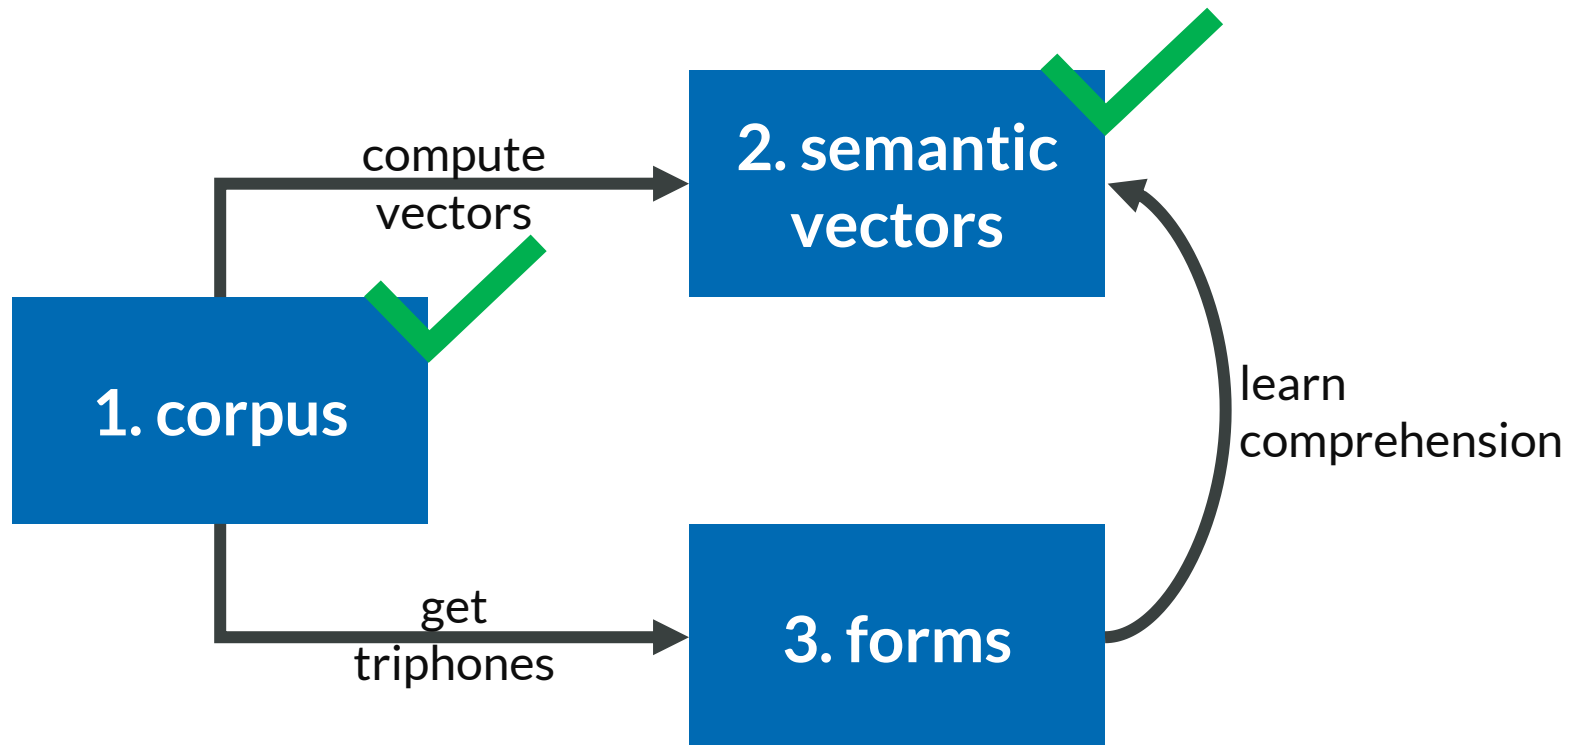 compute
vectors
2. semantic
vectors
1. corpus
learn
comprehension
get
triphones
3. forms